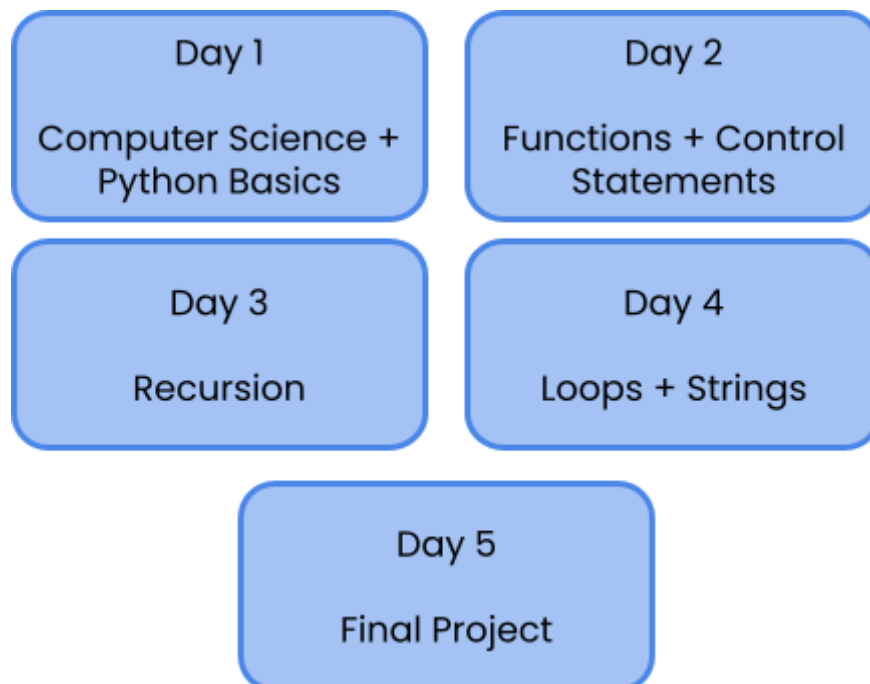 Day 1
Computer Science +
Python Basics
Day 2
Functions + Control
Statements
Day 3
Recursion
Day 4
Loops + Strings
Day 5
Final Project